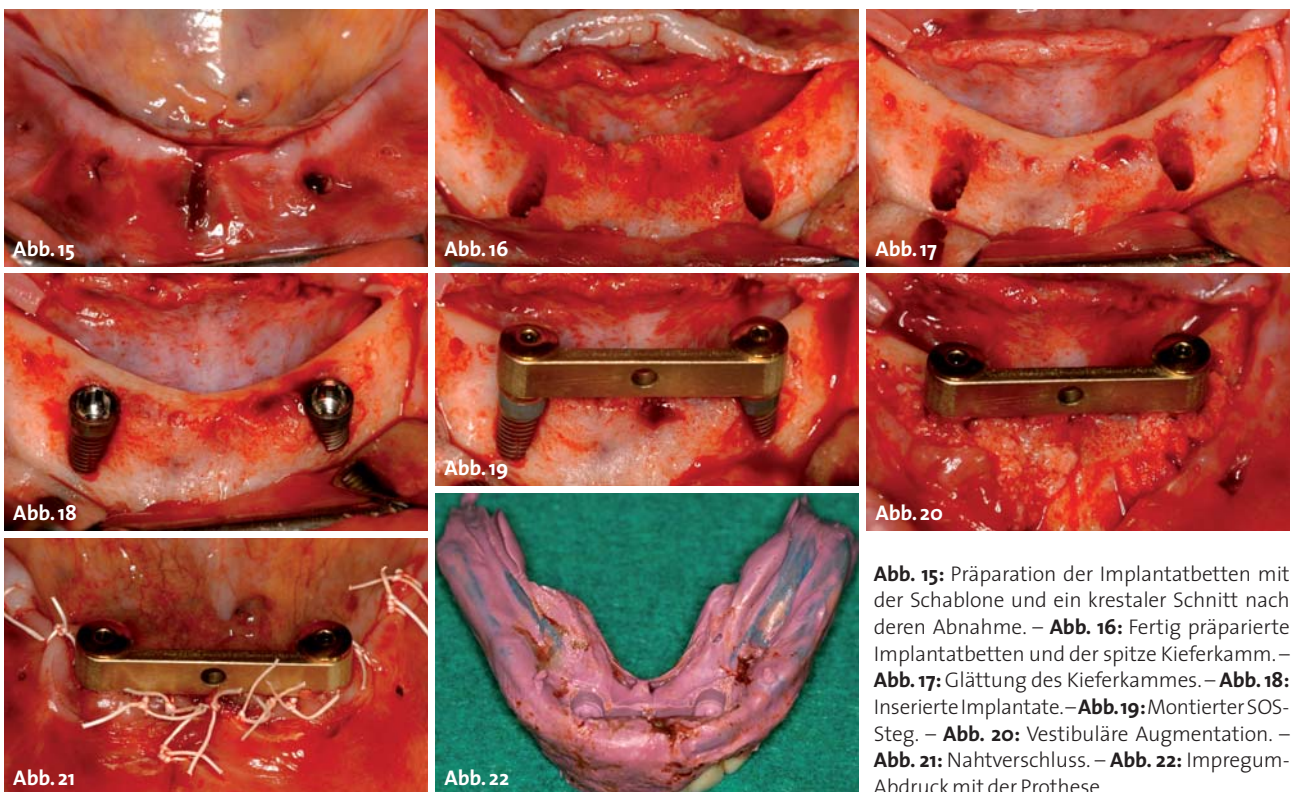 Abb. 15
Abb. 16
Abb. 17
Abb. 18
Abb. 19
Abb. 20
Abb. 21
Abb. 22
Abb. 15: Präparation der Implantatbetten mit
der Schablone und ein krestaler Schnitt nach
deren Abnahme. – Abb. 16: Fertig präparierte
Implantatbetten und der spitze Kieferkamm. –
Abb. 17: Glättung des Kieferkammes. – Abb. 18:
Inserierte Implantate. – Abb. 19: Montierter SOS-
Steg. – Abb. 20: Vestibuläre Augmentation. –
Abb. 21: Nahtverschluss. – Abb. 22: Impregum-
Abdruck mit der Prothese